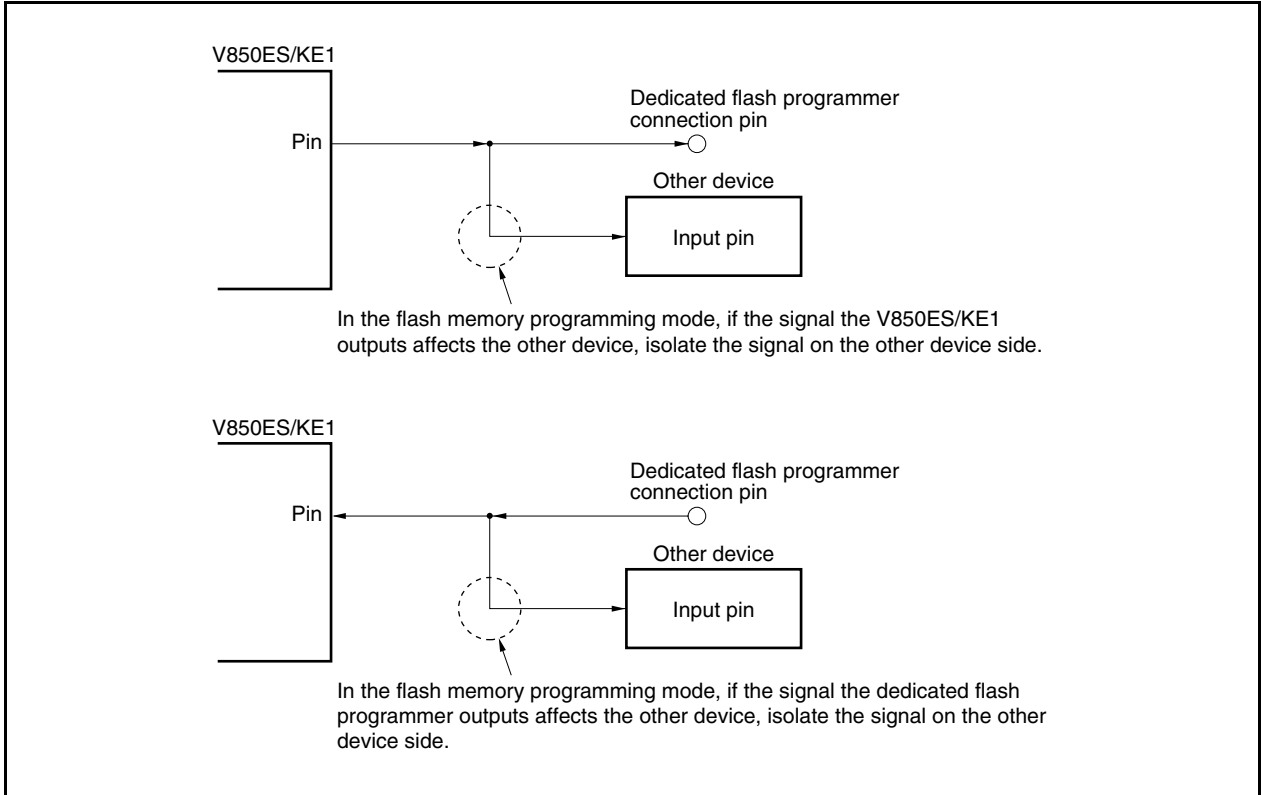 V850ES/KE1
Dedicated flash programmer
connection pin
Pin
Other device
Input pin
In the flash memory programming mode, if the signal the V850ES/KE1
outputs affects the other device, isolate the signal on the other device side.
V850ES/KE1
Dedicated flash programmer
connection pin
Pin
Other device
Input pin
In the flash memory programming mode, if the signal the dedicated flash
programmer outputs affects the other device, isolate the signal on the other
device side.